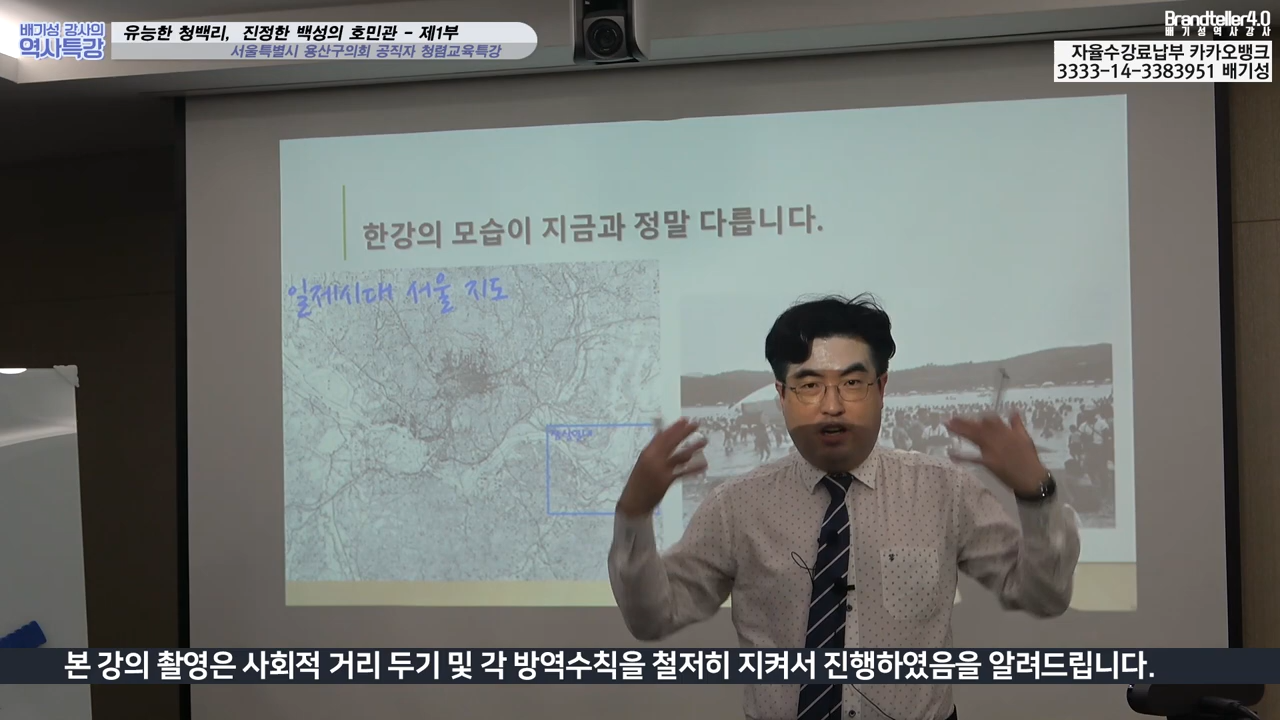 배기성 강사의
역사특강
유능한 청백리, 진정한 백성의 호민관 - 제1부
서울특별시 용산구의회 공직자 청렴교육특강
Brandteller4.0
배기성역사강사
자율수강료납부 카카오뱅크
3333-14-3383951 배기성
한강의 모습이 지금과 정말 다릅니다.
일제시대 서울 지도
본 강의 촬영은 사회적 거리 두기 및 각 방역수칙을 철저히 지켜서 진행하였음을 알려드립니다.